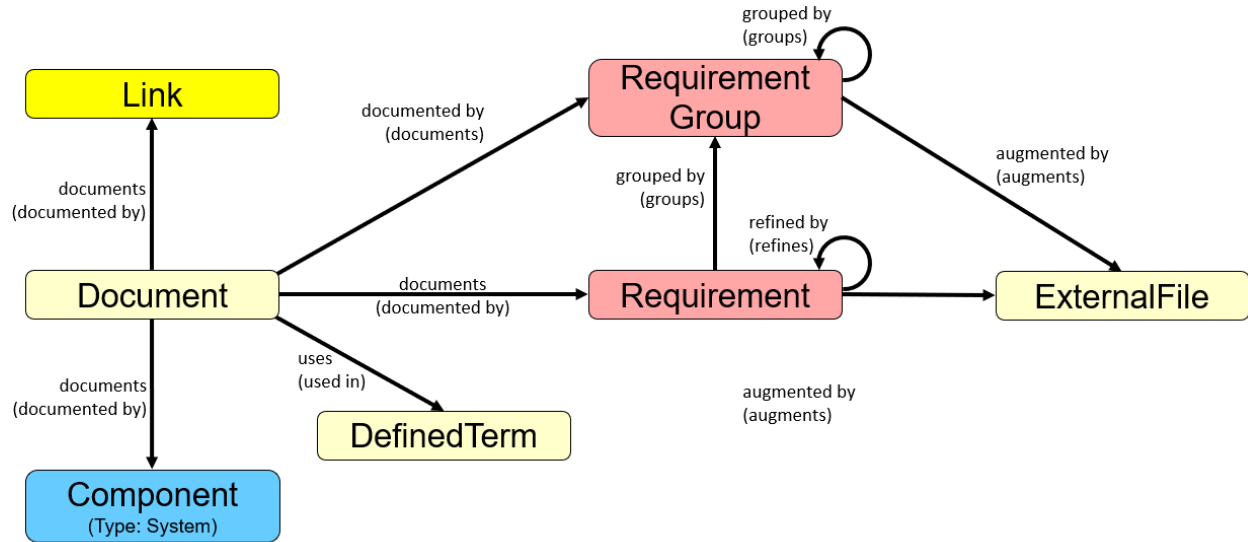 grouped by
(groups)
Link
Requirement
Group
documented by
(documents)
augmented by
(augments)
grouped by
(groups)
documents
(documented by)
refined by
(refines)
Document
documents
(documented by)
Requirement
ExternalFile
uses
(used in)
documents
(documented by)
augmented by
(augments)
DefinedTerm
Component
(Type: System)